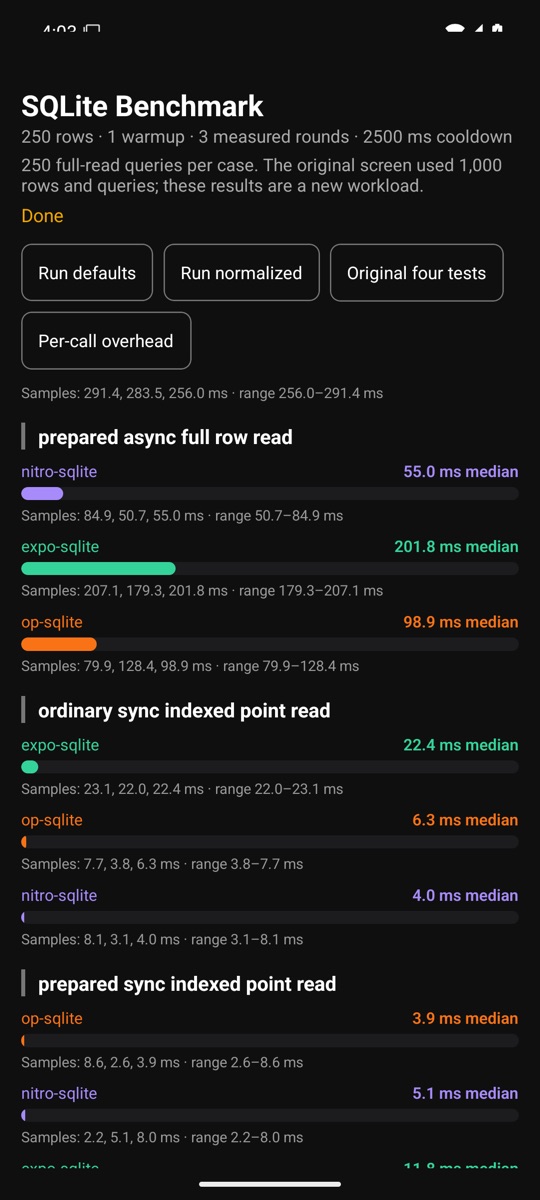 4:02
SQLite Benchmark
250 rows · 1 warmup · 3 measured rounds · 2500 ms cooldown
250 full-read queries per case. The original screen used 1,000
rows and queries; these results are a new workload.
Done
Run defaults
Run normalized
Original four tests
Per-call overhead
Samples: 291.4, 283.5, 256.0 ms · range 256.0–291.4 ms
prepared async full row read
nitro-sqlite 55.0 ms median
Samples: 84.9, 50.7, 55.0 ms · range 50.7–84.9 ms
expo-sqlite 201.8 ms median
Samples: 207.1, 179.3, 201.8 ms · range 179.3–207.1 ms
op-sqlite 98.9 ms median
Samples: 79.9, 128.4, 98.9 ms · range 79.9–128.4 ms
ordinary sync indexed point read
expo-sqlite 22.4 ms median
Samples: 23.1, 22.0, 22.4 ms · range 22.0–23.1 ms
op-sqlite 6.3 ms median
Samples: 7.7, 3.8, 6.3 ms · range 3.8–7.7 ms
nitro-sqlite 4.0 ms median
Samples: 8.1, 3.1, 4.0 ms · range 3.1–8.1 ms
prepared sync indexed point read
op-sqlite 3.9 ms median
Samples: 8.6, 2.6, 3.9 ms · range 2.6–8.6 ms
nitro-sqlite 5.1 ms median
Samples: 2.2, 5.1, 8.0 ms · range 2.2–8.0 ms
expo-sqlite 11.8 ms median